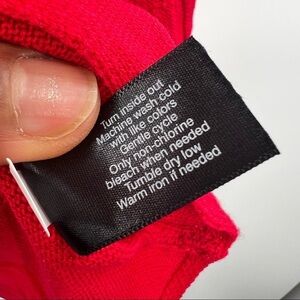 Turn inside out
Machine wash cold
with like colors
Gentle cycle
Only non-chlorine
bleach when needed
Tumble dry low
Warm iron if needed